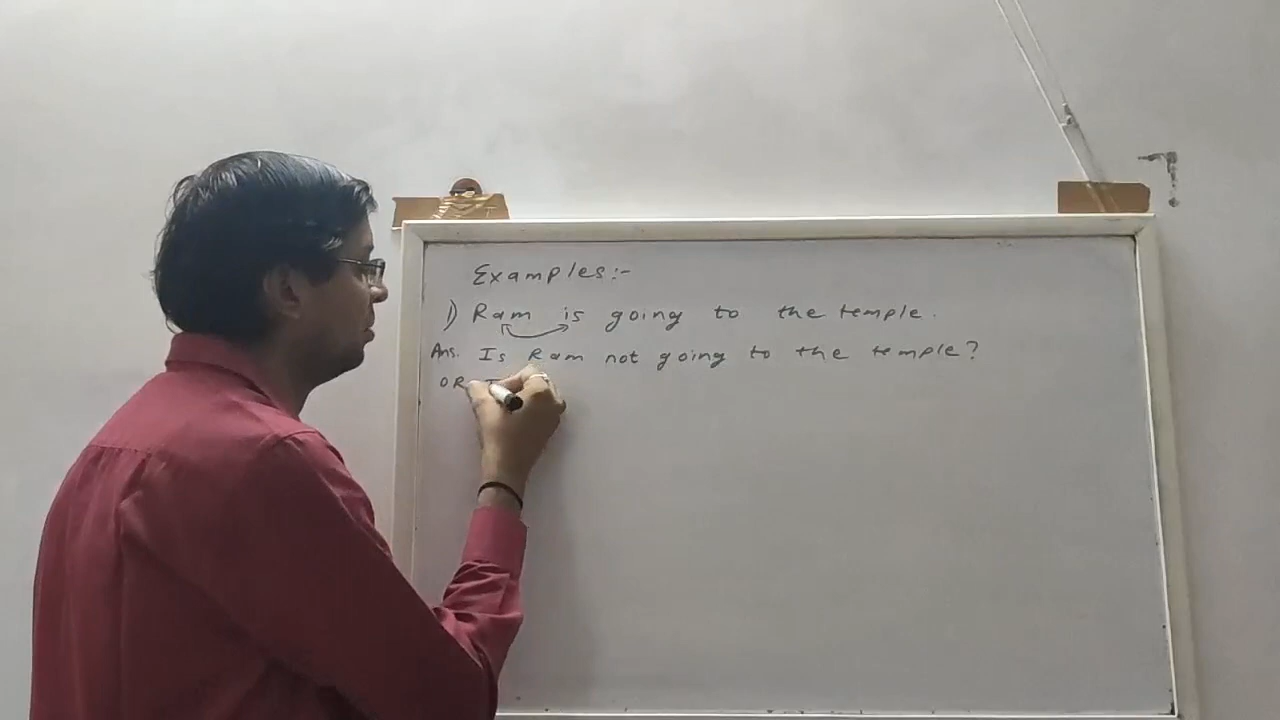 Examples:-
1) Ram is going to the temple.
Ans. Is Ram not going to the temple?
OR